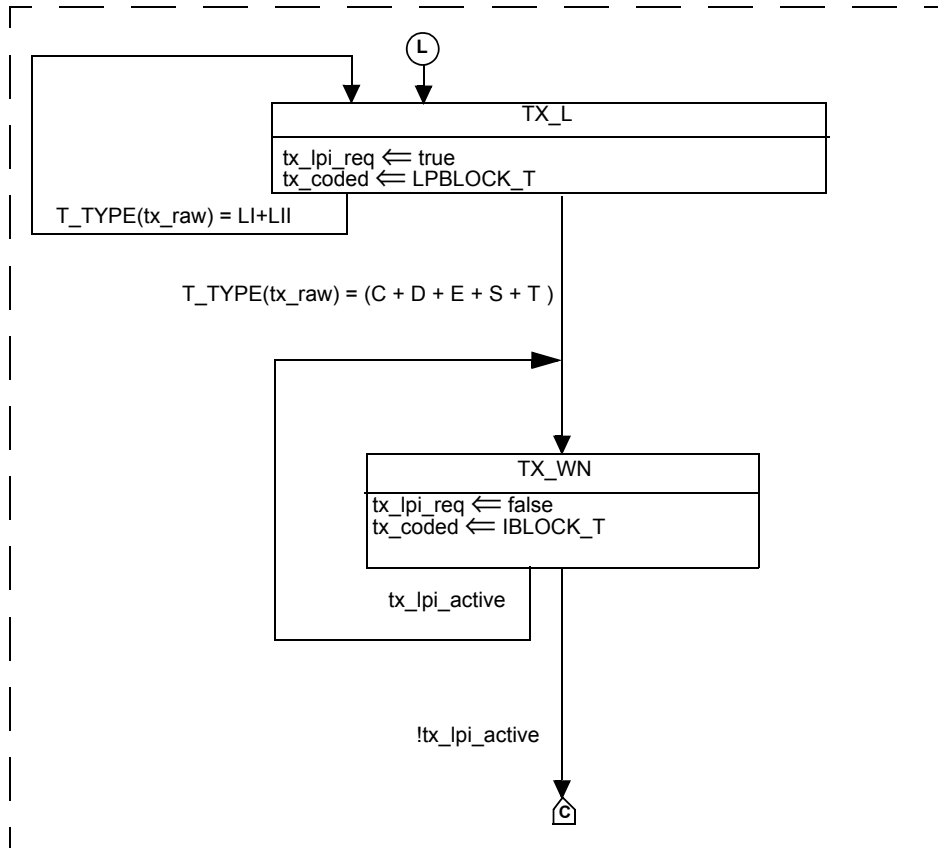 L
TX_L
tx_lpi_req ⇐ true
tx_coded ⇐ LPBLOCK_T
T_TYPE(tx_raw) = LI+LII
T_TYPE(tx_raw) = (C + D + E + S + T )
TX_WN
tx_lpi_req ⇐ false
tx_coded ⇐ IBLOCK_T
tx_lpi_active
!tx_lpi_active
C